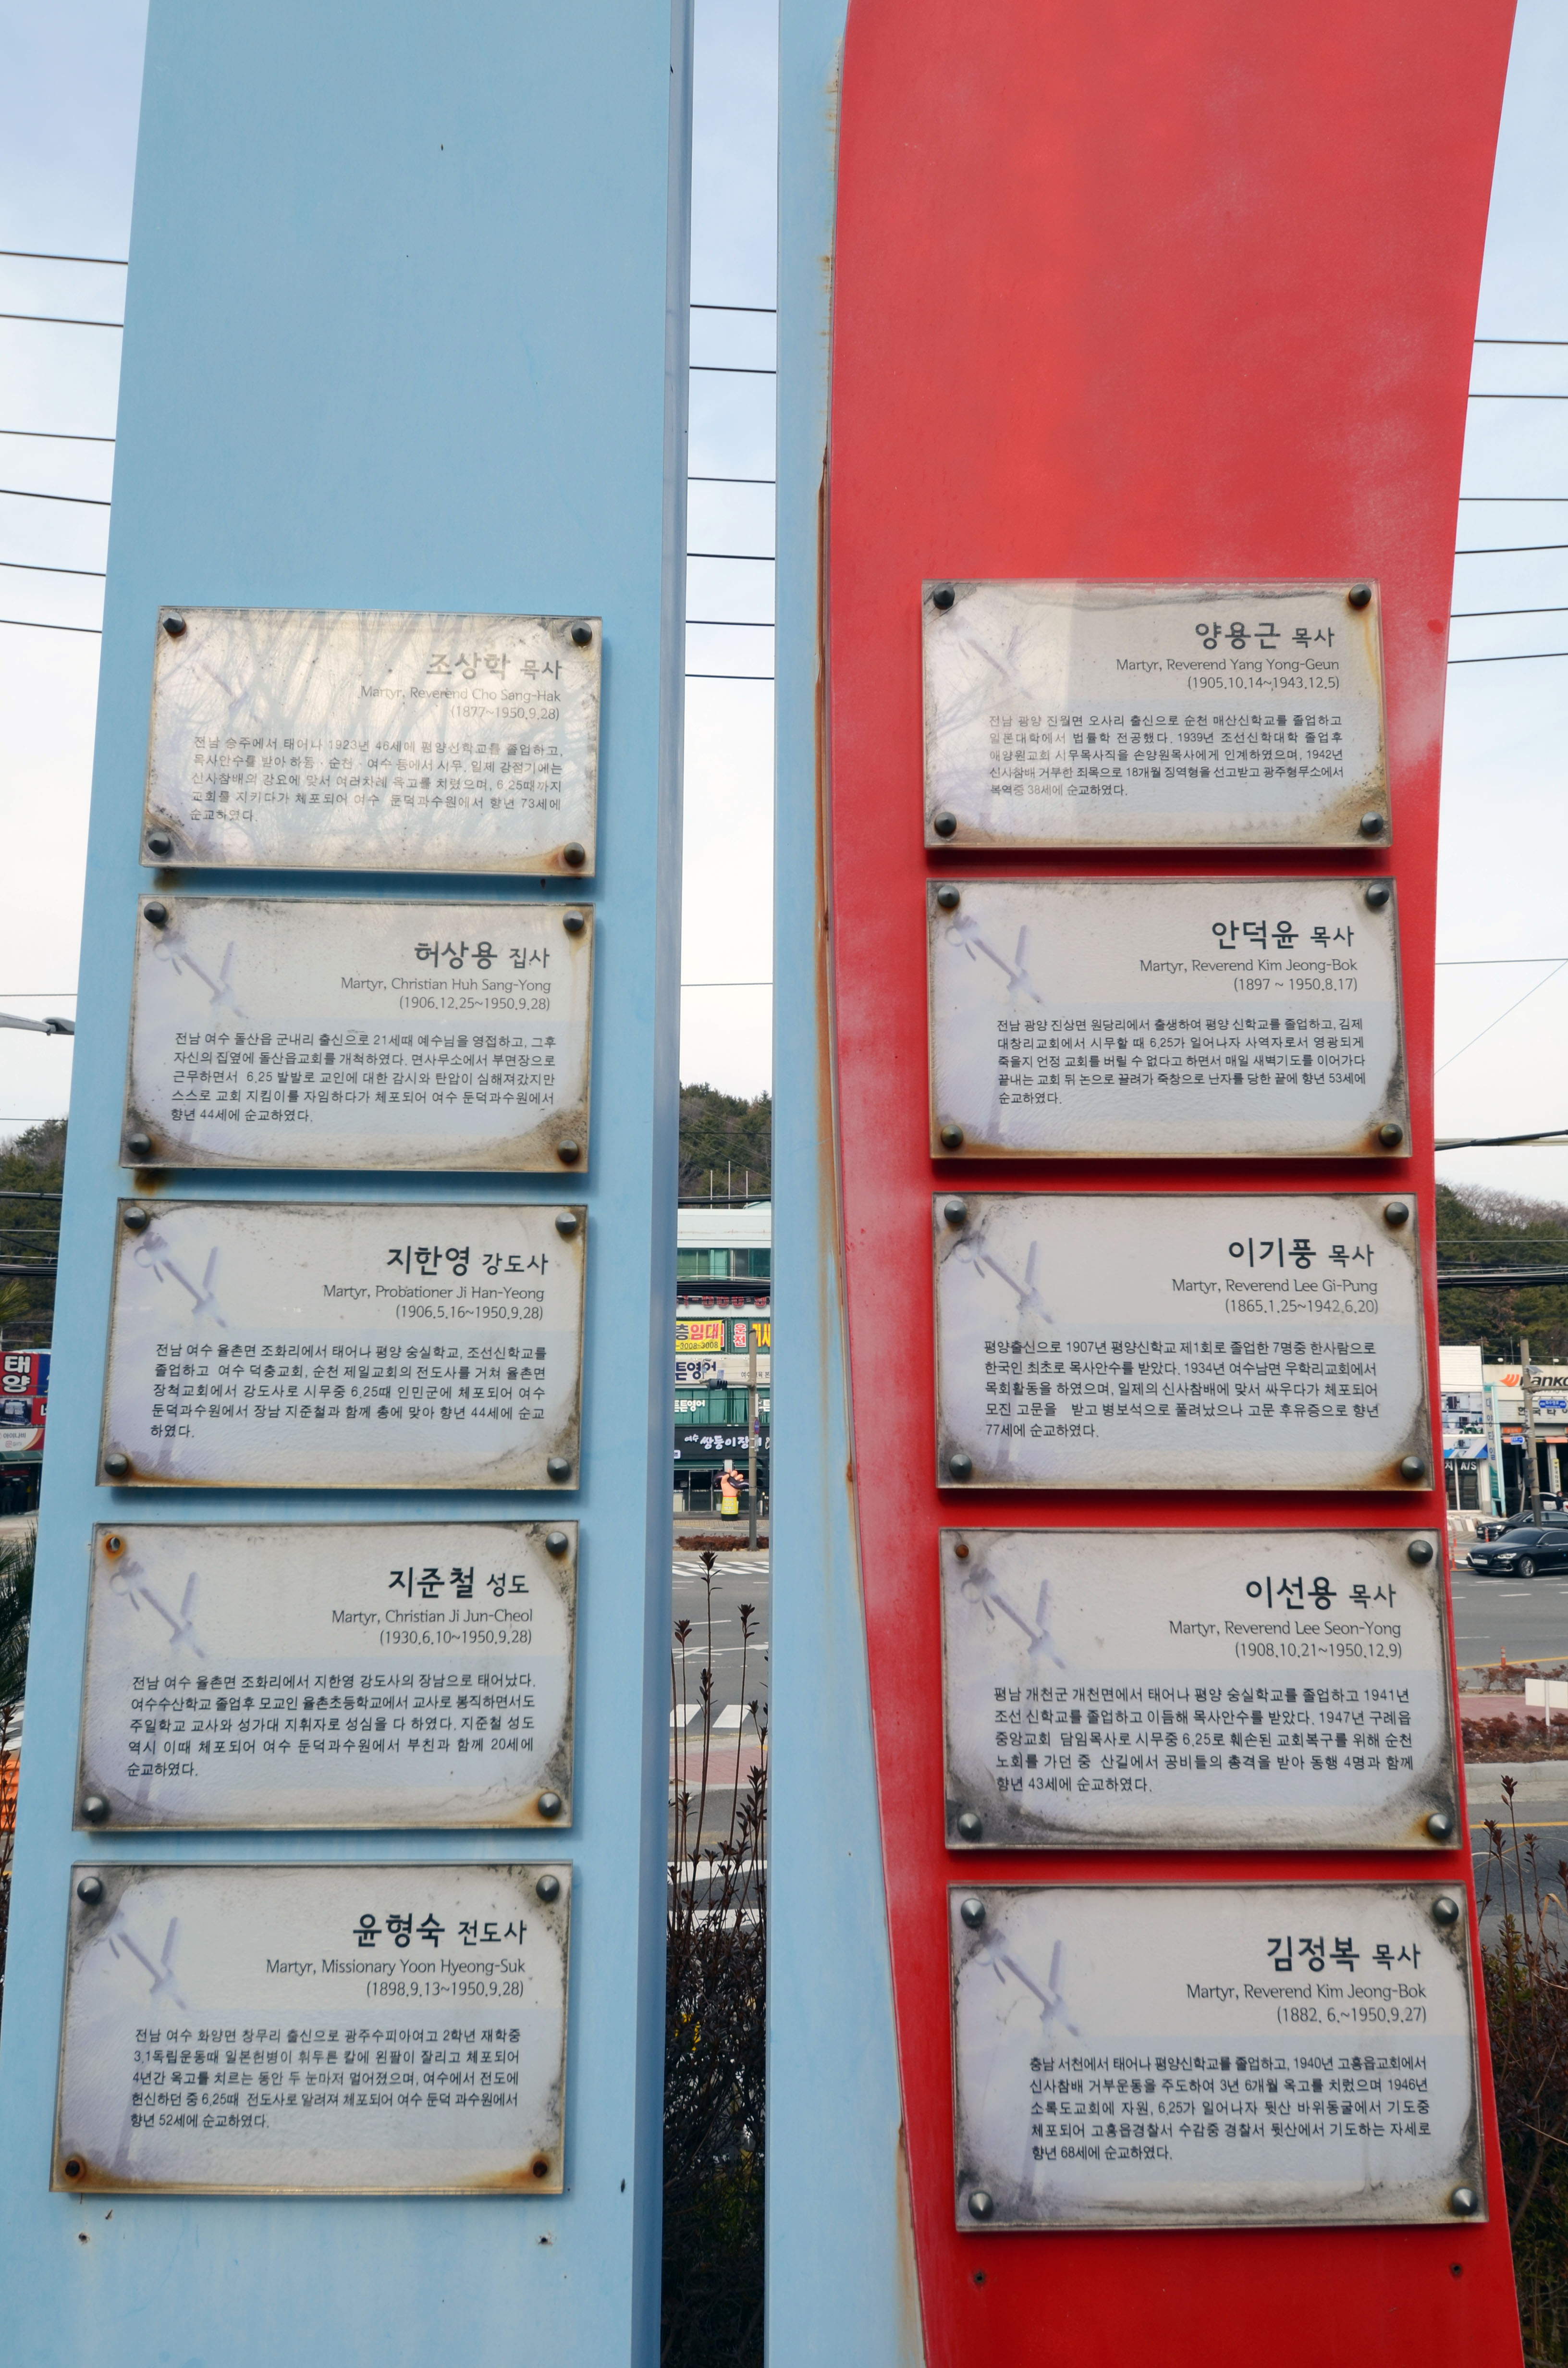 조상학 목사
Martyr, Reverend Cho Sang-Hak
(1877~1950.9.28)
전남 승주에서 태어나 1923년 46세에 평양신학교를 졸업하고,
목사안수를 받아 하동 · 순천 · 여수 등에서 시무, 일제 강점기에는
신사참배의 강요에 맞서 여러차례 옥고를 치렀으며, 6.25때까지
교회를 지키다가 체포되어 여수 둔덕과수원에서 향년 73세에
순교하였다.
허상용 집사
Martyr, Christian Huh Sang-Yong
(1906.12.25~1950.9.28)
전남 여수 돌산읍 군내리 출신으로 21세때 예수님을 영접하고, 그후
자신의 집옆에 돌산읍교회를 개척하였다. 면사무소에서 부면장으로
근무하면서 6.25 발발로 교인에 대한 감시와 탄압이 심해져갔지만
스스로 교회 지킴이를 자임하다가 체포되어 여수 둔덕과수원에서
향년 44세에 순교하였다.
지한영 강도사
Martyr, Probationer Ji Han-Yeong
(1906.5.16~1950.9.28)
전남 여수 율촌면 조화리에서 태어나 평양 숭실학교, 조선신학교를
졸업하고 여수 덕충교회, 순천 제일교회의 전도사를 거쳐 율촌면
장척교회에서 강도사로 시무중 6.25때 인민군에 체포되어 여수
둔덕과수원에서 장남 지준철과 함께 총에 맞아 향년 44세에 순교
하였다.
지준철 성도
Martyr, Christian Ji Jun-Cheol
(1930.6.10~1950.9.28)
전남 여수 율촌면 조화리에서 지한영 강도사의 장남으로 태어났다.
여수수산학교 졸업후 모교인 율촌초등학교에서 교사로 봉직하면서도
주일학교 교사와 성가대 지휘자로 성심을 다 하였다. 지준철 성도
역시 이때 체포되어 여수 둔덕과수원에서 부친과 함께 20세에
순교하였다.
윤형숙 전도사
Martyr, Missionary Yoon Hyeong-Suk
(1898.9.13~1950.9.28)
전남 여수 화양면 창무리 출신으로 광주수피아여고 2학년 재학중
3.1독립운동때 일본헌병이 휘두른 칼에 왼팔이 잘리고 체포되어
4년간 옥고를 치르는 동안 두 눈마저 멀어졌으며, 여수에서 전도에
헌신하던 중 6.25때 전도사로 알려져 체포되어 여수 둔덕 과수원에서
향년 52세에 순교하였다.
양용근 목사
Martyr, Reverend Yang Yong-Geun
(1905.10.14~1943.12.5)
전남 광양 진월면 오사리 출신으로 순천 매산신학교를 졸업하고
일본대학에서 법률학 전공했다. 1939년 조선신학대학 졸업후
애양원교회 시무목사직을 손양원목사에게 인계하였으며, 1942년
신사참배 거부한 죄목으로 18개월 징역형을 선고받고 광주형무소에서
복역중 38세에 순교하였다.
안덕윤 목사
Martyr, Reverend Kim Jeong-Bok
(1897 ~ 1950.8.17)
전남 광양 진상면 원당리에서 출생하여 평양 신학교를 졸업하고, 김제
대창리교회에서 시무할 때 6.25가 일어나자 사역자로서 영광되게
죽을지 언정 교회를 버릴 수 없다고 하면서 매일 새벽기도를 이어가다
끝내는 교회 뒤 논으로 끌려가 죽창으로 난자를 당한 끝에 향년 53세에
순교하였다.
이기풍 목사
Martyr, Reverend Lee Gi-Pung
(1865.1.25~1942.6.20)
평양출신으로 1907년 평양신학교 제1회로 졸업한 7명중 한사람으로
한국인 최초로 목사안수를 받았다. 1934년 여수남면 우학리교회에서
목회활동을 하였으며, 일제의 신사참배에 맞서 싸우다가 체포되어
모진 고문을 받고 병보석으로 풀려났으나 고문 후유증으로 향년
77세에 순교하였다.
이선용 목사
Martyr, Reverend Lee Seon-Yong
(1908.10.21~1950.12.9)
평남 개천군 개천면에서 태어나 평양 숭실학교를 졸업하고 1941년
조선 신학교를 졸업하고 이듬해 목사안수를 받았다. 1947년 구례읍
중앙교회 담임목사로 시무중 6.25로 훼손된 교회복구를 위해 순천
노회를 가던 중 산길에서 공비들의 총격을 받아 동행 4명과 함께
향년 43세에 순교하였다.
김정복 목사
Martyr, Reverend Kim Jeong-Bok
(1882. 6.~1950.9.27)
충남 서천에서 태어나 평양신학교를 졸업하고, 1940년 고흥읍교회에서
신사참배 거부운동을 주도하여 3년 6개월 옥고를 치렀으며 1946년
소록도교회에 자원, 6.25가 일어나자 뒷산 바위동굴에서 기도중
체포되어 고흥읍경찰서 수감중 경찰서 뒷산에서 기도하는 자세로
향년 68세에 순교하였다.
층임대
태양
튼튼영어
여수 쌍둥이장어
A/S